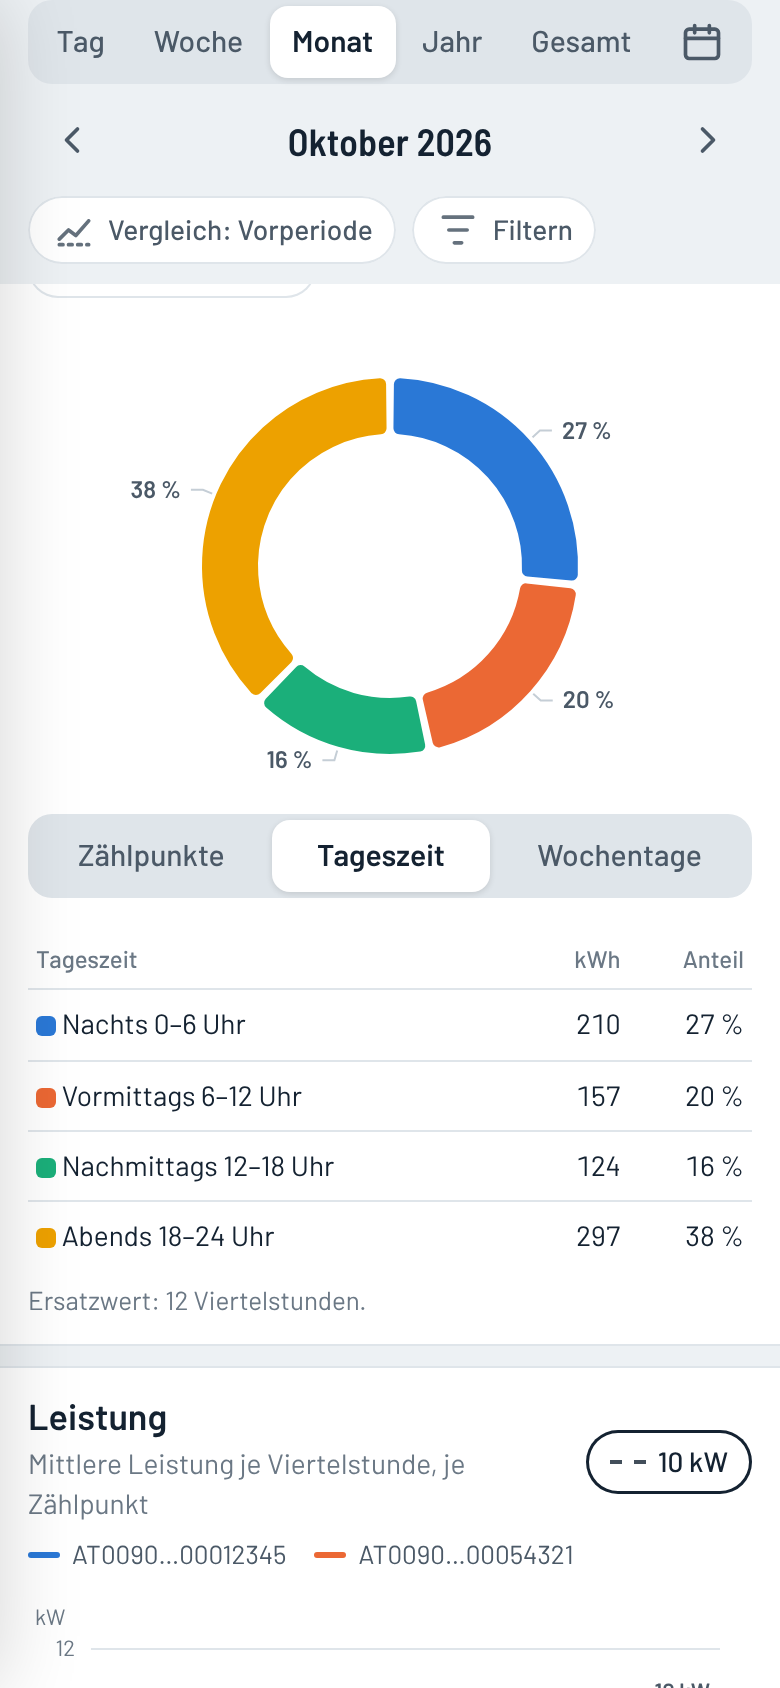 Tag Woche Monat Jahr Gesamt
Oktober 2026
Vergleich: Vorperiode Filtern
27 %
38 %
20 %
16 %
Zählpunkte Tageszeit Wochentage
Tageszeit kWh Anteil
Nachts 0–6 Uhr 210 27 %
Vormittags 6–12 Uhr 157 20 %
Nachmittags 12–18 Uhr 124 16 %
Abends 18–24 Uhr 297 38 %
Ersatzwert: 12 Viertelstunden.
Leistung
Mittlere Leistung je Viertelstunde, je
Zählpunkt
10 kW
AT0090...00012345 AT0090...00054321
kW
12